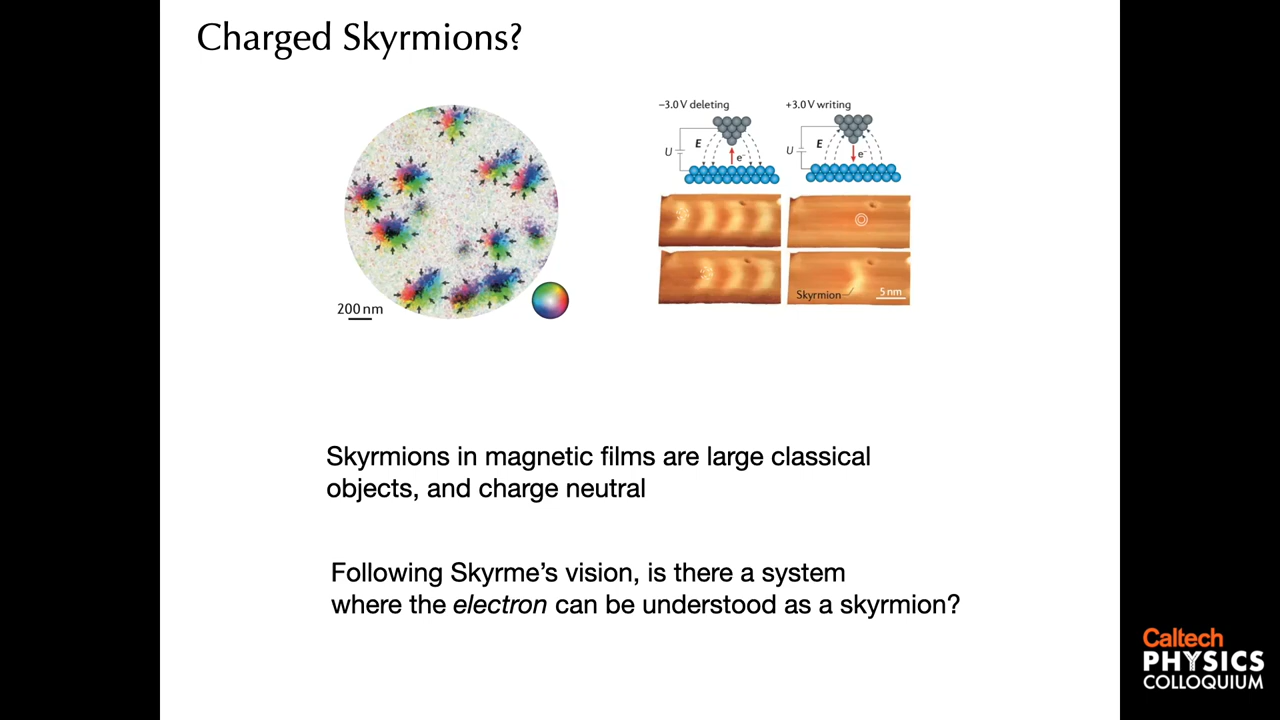 Charged Skyrmions?
200 nm
−3.0 V deleting
+3.0 V writing
U
E
e⁻
U
E
e⁻
Skyrmion
5 nm
Skyrmions in magnetic films are large classical
objects, and charge neutral
Following Skyrme’s vision, is there a system
where the electron can be understood as a skyrmion?
Caltech
PHYSICS
COLLOQUIUM